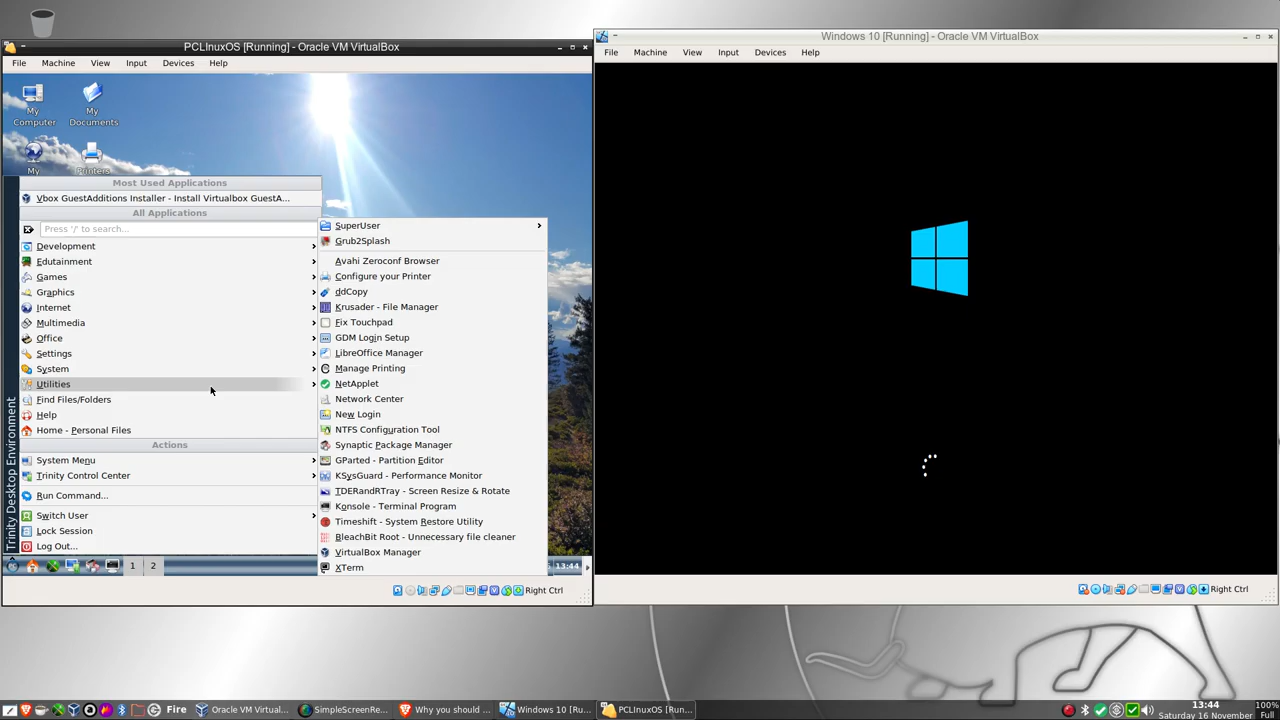 PCLInuxOS [Running] - Oracle VM VirtualBox
File Machine View Input Devices Help
My Computer
My Documents
My
Printers
Most Used Applications
Vbox GuestAdditions Installer - Install Virtualbox GuestA...
All Applications
Press '/' to search...
Development
Edutainment
Games
Graphics
Internet
Multimedia
Office
Settings
System
Utilities
Find Files/Folders
Help
Home - Personal Files
Actions
System Menu
Trinity Control Center
Run Command...
Switch User
Lock Session
Log Out...
Trinity Desktop Environment
SuperUser
Grub2Splash
Avahi Zeroconf Browser
Configure your Printer
ddCopy
Krusader - File Manager
Fix Touchpad
GDM Login Setup
LibreOffice Manager
Manage Printing
NetApplet
Network Center
New Login
NTFS Configuration Tool
Synaptic Package Manager
GParted - Partition Editor
KSysGuard - Performance Monitor
TDERandRTray - Screen Resize & Rotate
Konsole - Terminal Program
Timeshift - System Restore Utility
BleachBit Root - Unnecessary file cleaner
VirtualBox Manager
XTerm
1 2
13:44
Right Ctrl
Windows 10 [Running] - Oracle VM VirtualBox
File Machine View Input Devices Help
Right Ctrl
Fire
Oracle VM Virtual...
SimpleScreenRe...
Why you should ...
Windows 10 [Ru...
PCLInuxOS [Run...
13:44
Saturday 16 November
100%
Full